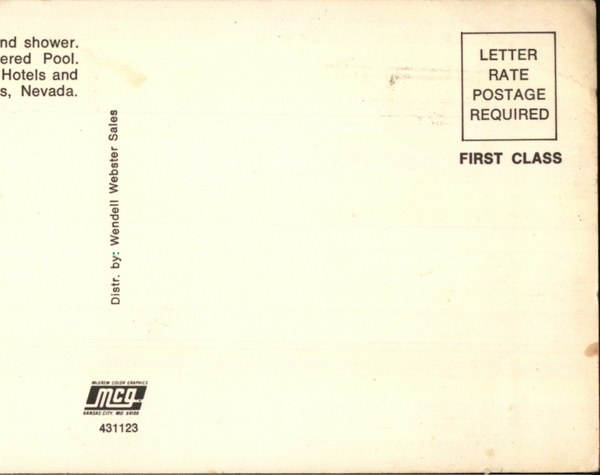 nd shower.
ered Pool.
Hotels and
s, Nevada.
Distr. by: Wendell Webster Sales
LETTER
RATE
POSTAGE
REQUIRED
FIRST CLASS
McGREW COLOR GRAPHICS
mcg
KANSAS CITY, MO 64108
431123